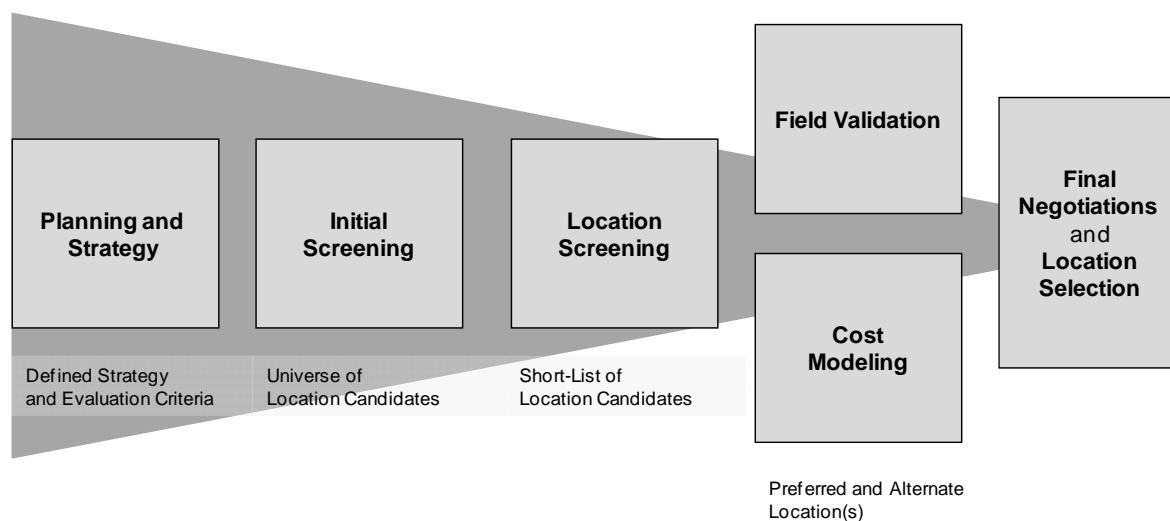 Planning and
Strategy
Initial
Screening
Location
Screening
Field Validation
Cost
Modeling
Final
Negotiations
and
Location
Selection
Defined Strategy
and Evaluation Criteria
Universe of
Location Candidates
Short-List of
Location Candidates
Preferred and Alternate
Location(s)